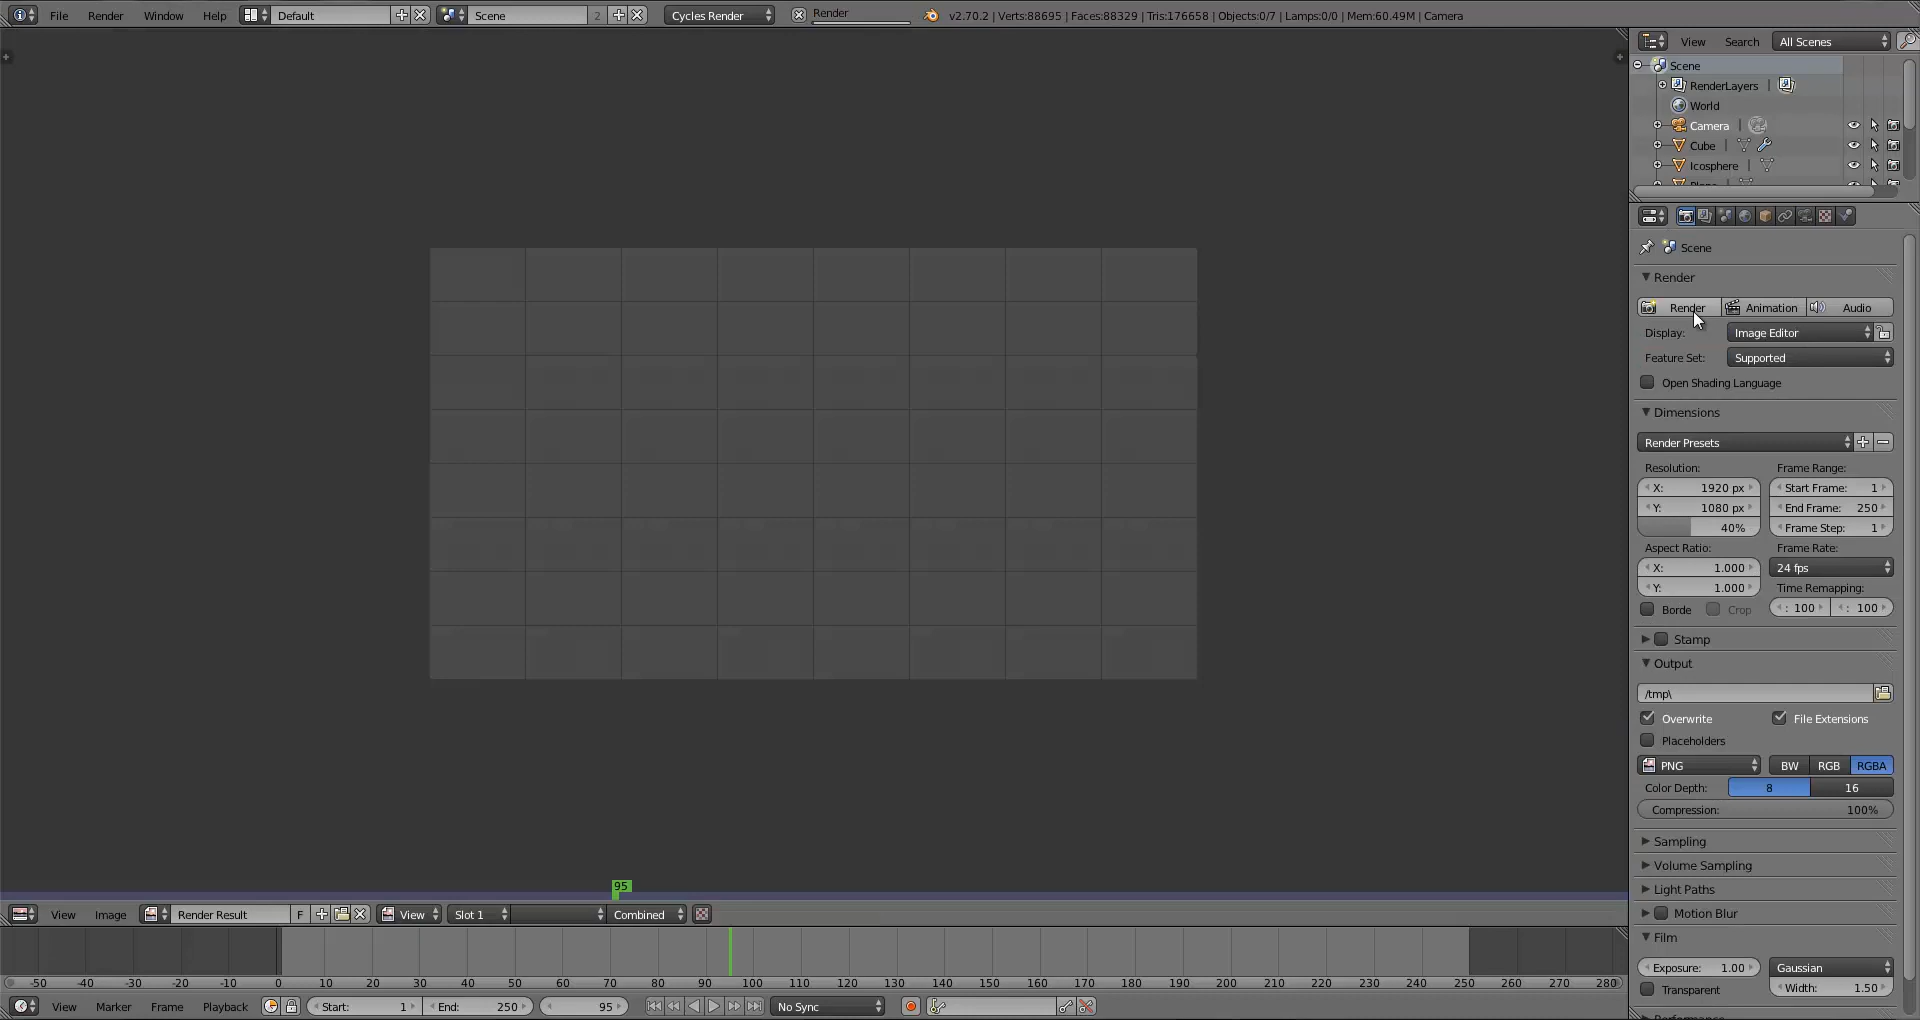 File Render Window Help Default Scene 2 Cycles Render Render v2.70.2 | Verts:88695 | Faces:88329 | Tris:176658 | Objects:0/7 | Lamps:0/0 | Mem:60.49M | Camera
View Search All Scenes
Scene
RenderLayers
World
Camera
Cube
Icosphere
Scene
Render
Render Animation Audio
Display: Image Editor
Feature Set: Supported
Open Shading Language
Dimensions
Render Presets
Resolution: Frame Range:
X: 1920 px Start Frame: 1
Y: 1080 px End Frame: 250
40% Frame Step: 1
Aspect Ratio: Frame Rate:
X: 1.000 24 fps
Y: 1.000 Time Remapping:
Borde Crop : 100 : 100
Stamp
Output
/tmp\
Overwrite File Extensions
Placeholders
PNG BW RGB RGBA
Color Depth: 8 16
Compression: 100%
Sampling
Volume Sampling
Light Paths
Motion Blur
Film
Exposure: 1.00 Gaussian
Transparent Width: 1.50
95
View Image Render Result F View Slot 1 Combined
-50 -40 -30 -20 -10 0 10 20 30 40 50 60 70 80 90 100 110 120 130 140 150 160 170 180 190 200 210 220 230 240 250 260 270 280
View Marker Frame Playback Start: 1 End: 250 95 No Sync